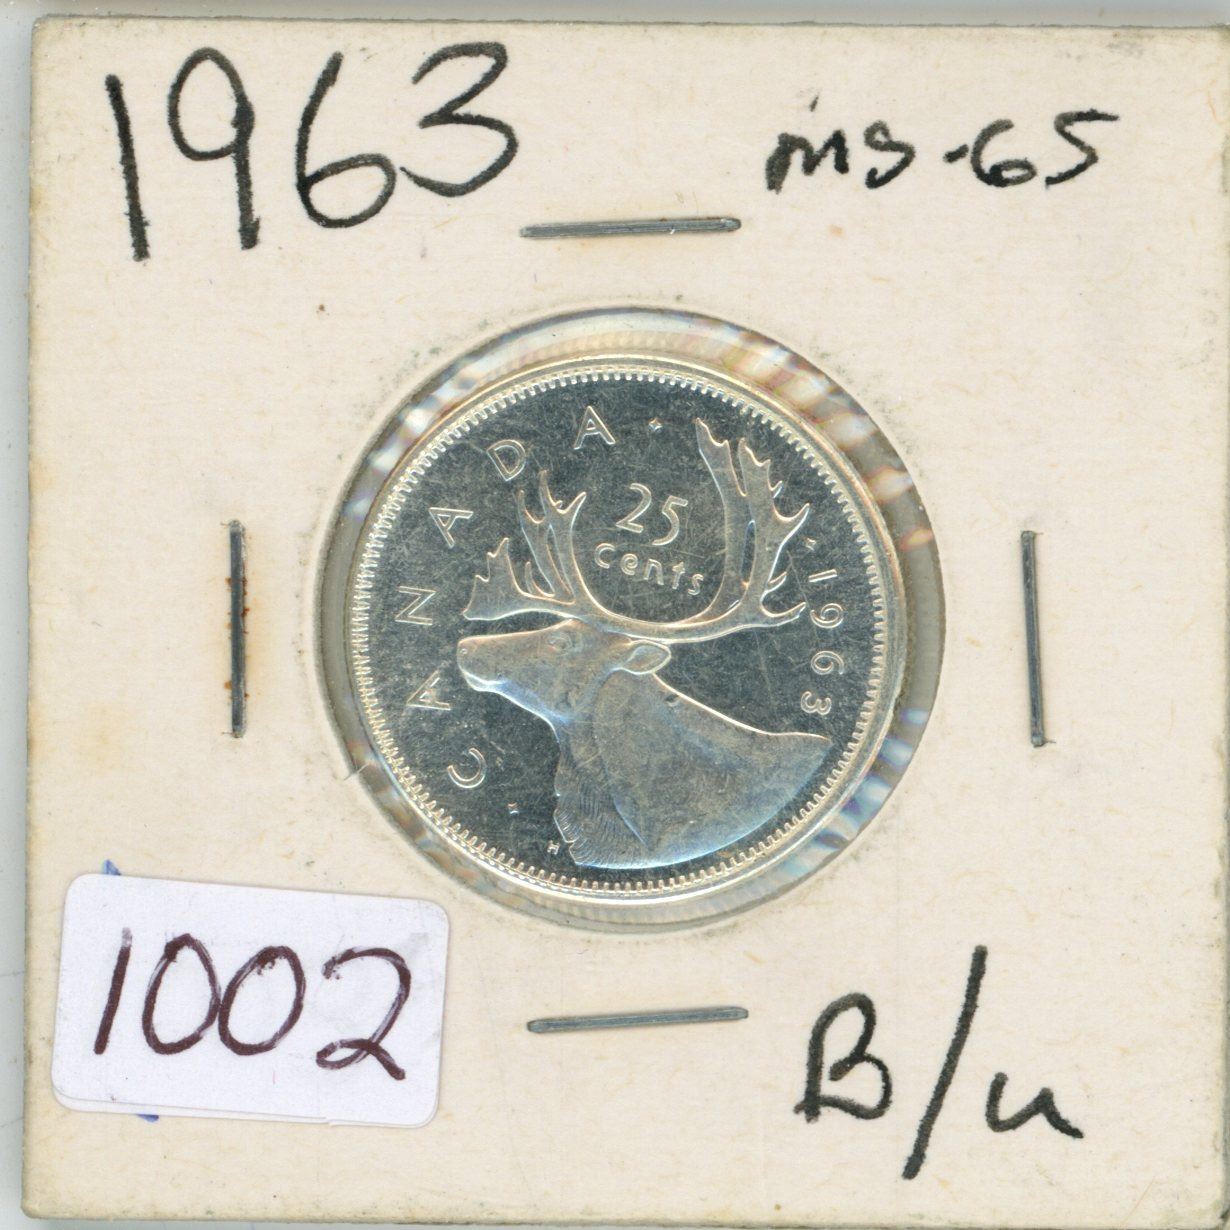 1963 MS-65
CANADA · 1963
25
cents
H
1002
B/u